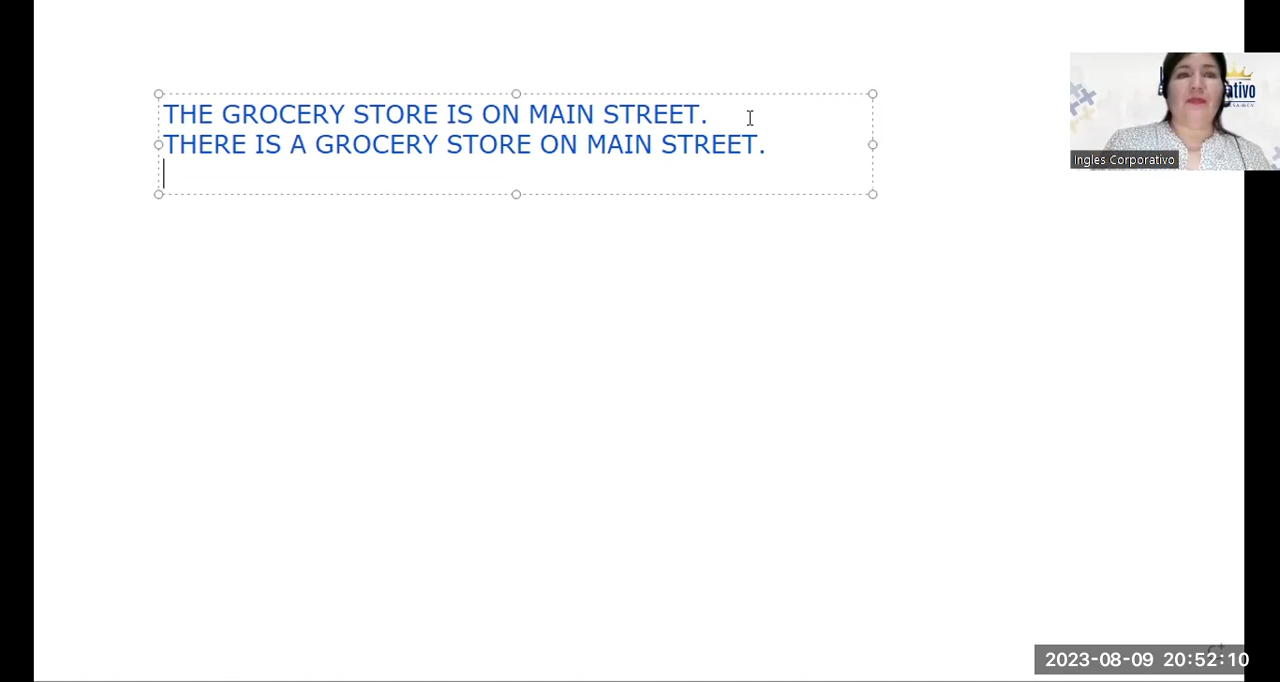 THE GROCERY STORE IS ON MAIN STREET.
THERE IS A GROCERY STORE ON MAIN STREET.
Ingles Corporativo
2023-08-09 20:52:10